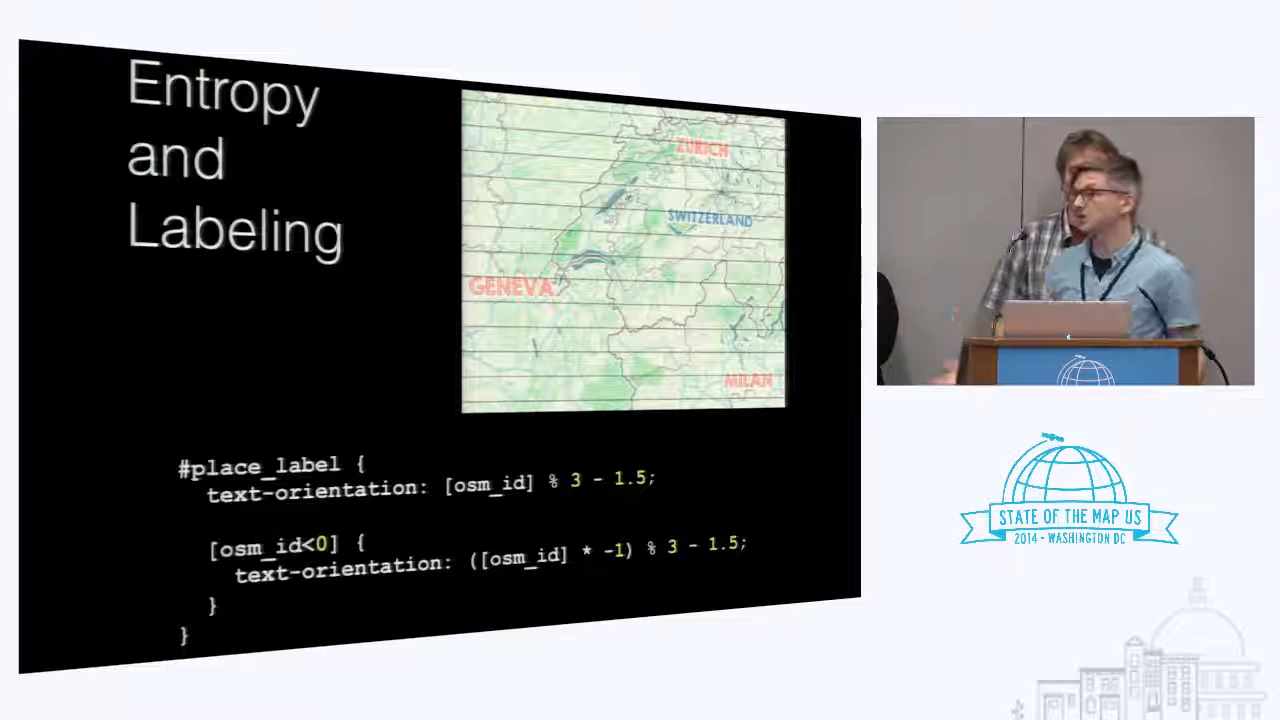 Entropy
and
Labeling
ZURICH
SWITZERLAND
GENEVA
MILAN
#place_label {
text-orientation: [osm_id] % 3 - 1.5;
[osm_id<0] {
text-orientation: ([osm_id] * -1) % 3 - 1.5;
}
}
STATE OF THE MAP US
2014 - WASHINGTON DC